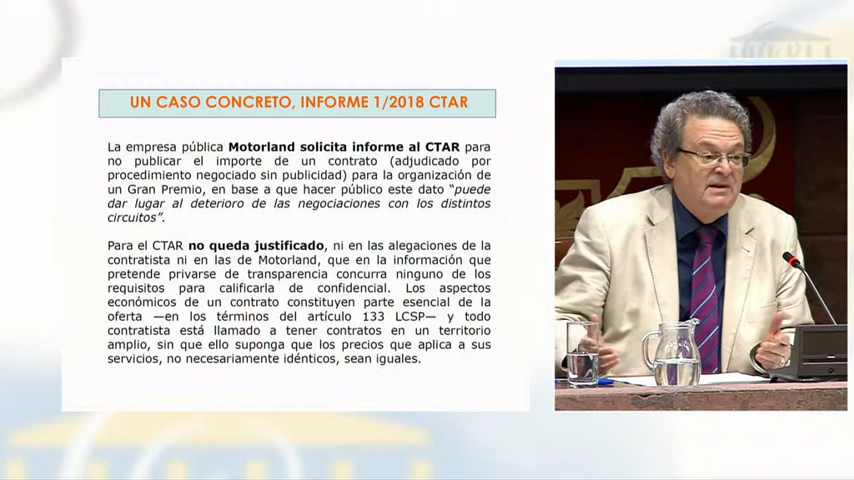 UN CASO CONCRETO, INFORME 1/2018 CTAR
La empresa pública Motorland solicita informe al CTAR para
no publicar el importe de un contrato (adjudicado por
procedimiento negociado sin publicidad) para la organización de
un Gran Premio, en base a que hacer público este dato "puede
dar lugar al deterioro de las negociaciones con los distintos
circuitos".
Para el CTAR no queda justificado, ni en las alegaciones de la
contratista ni en las de Motorland, que en la información que
pretende privarse de transparencia concurra ninguno de los
requisitos para calificarla de confidencial. Los aspectos
económicos de un contrato constituyen parte esencial de la
oferta —en los términos del artículo 133 LCSP— y todo
contratista está llamado a tener contratos en un territorio
amplio, sin que ello suponga que los precios que aplica a sus
servicios, no necesariamente idénticos, sean iguales.